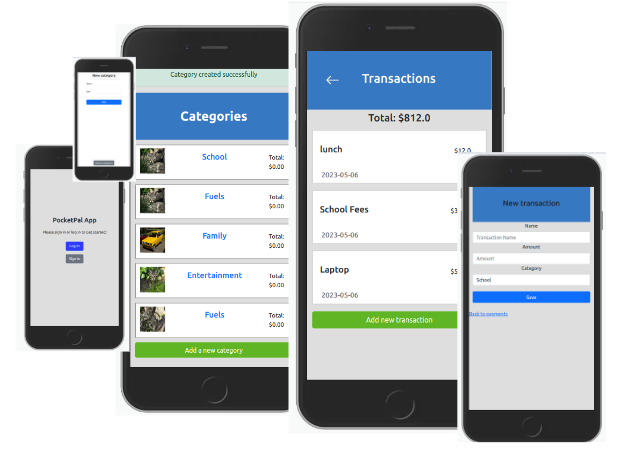 New category
PocketPal App
Please sign in or log in to get started!
Log in
Sign in
Category created successfully
Categories
School
Total:
$0.00
Fuels
Total:
$0.00
Family
Total:
$0.00
Entertainment
Total:
$0.00
Fuels
Total:
$0.00
Add a new category
Transactions
Total: $812.0
lunch
$12.0
2023-05-06
School Fees
$3
Laptop
$5
2023-05-06
Add new transaction
New transaction
Name
Transaction Name
Amount
Amount
Category
School
Save
Back to payments